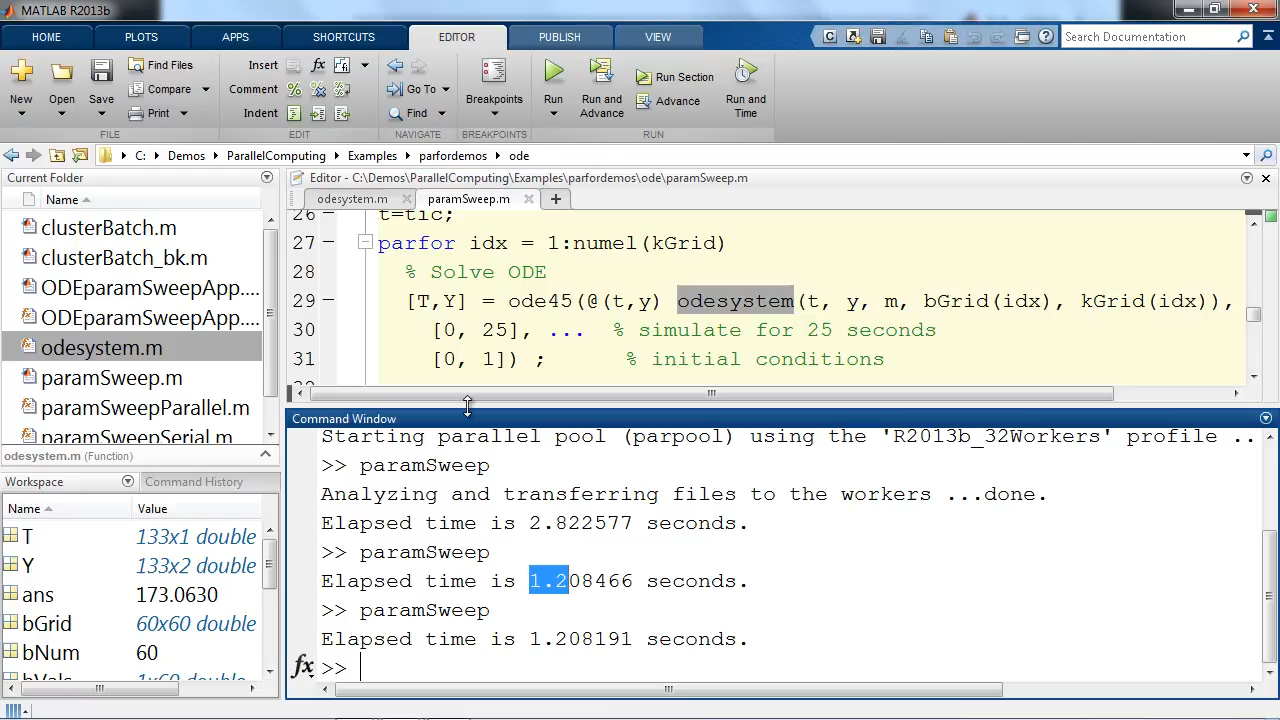 MATLAB R2013b
HOME PLOTS APPS SHORTCUTS EDITOR PUBLISH VIEW Search Documentation
New Open Save Find Files Compare Print
Insert fx Comment Indent
Go To Find
Breakpoints
Run Run and Advance Run Section Advance Run and Time
FILE EDIT NAVIGATE BREAKPOINTS RUN
C: Demos ParallelComputing Examples parfordemos ode
Current Folder
Name
clusterBatch.m
clusterBatch_bk.m
ODEparamSweepApp....
ODEparamSweepApp....
odesystem.m
paramSweep.m
paramSweepParallel.m
paramSweepSerial.m
odesystem.m (Function)
Workspace Command History
Name Value
T 133x1 double
Y 133x2 double
ans 173.0630
bGrid 60x60 double
bNum 60
bVals 1x60 double
Editor - C:\Demos\ParallelComputing\Examples\parfordemos\ode\paramSweep.m
odesystem.m paramSweep.m
26 t=tic;
27 parfor idx = 1:numel(kGrid)
28 % Solve ODE
29 [T,Y] = ode45(@(t,y) odesystem(t, y, m, bGrid(idx), kGrid(idx)),
30 [0, 25], ... % simulate for 25 seconds
31 [0, 1]) ; % initial conditions
32
Command Window
Starting parallel pool (parpool) using the 'R2013b_32Workers' profile ..
>> paramSweep
Analyzing and transferring files to the workers ...done.
Elapsed time is 2.822577 seconds.
>> paramSweep
Elapsed time is 1.208466 seconds.
>> paramSweep
Elapsed time is 1.208191 seconds.
fx >>